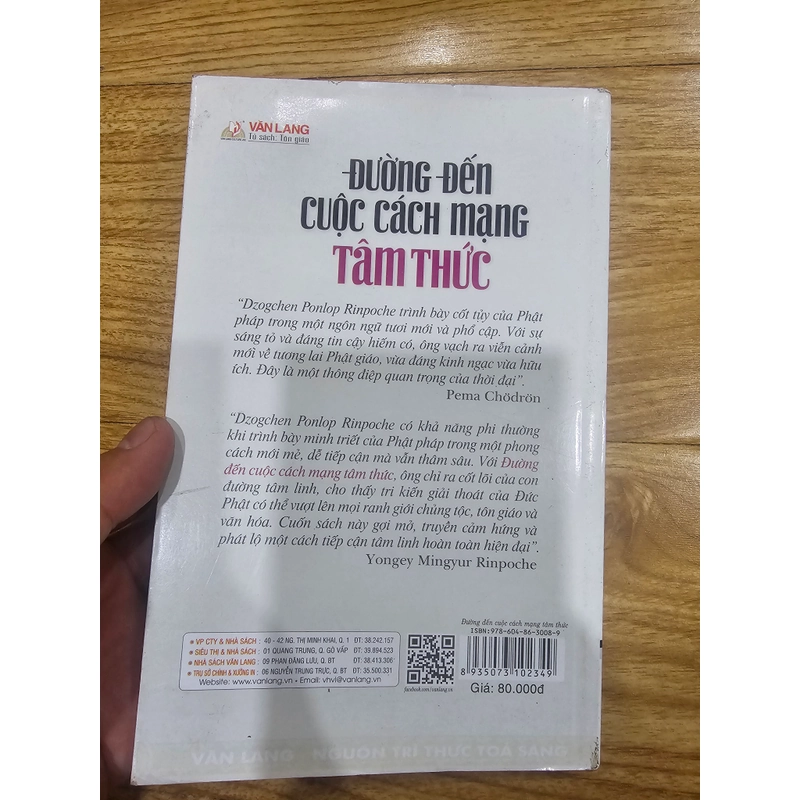 VĂN LANG
Tủ sách: Tôn giáo
ĐƯỜNG ĐẾN
CUỘC CÁCH MẠNG
TÂM THỨC
“Dzogchen Ponlop Rinpoche trình bày cốt tủy của Phật
pháp trong một ngôn ngữ tươi mới và phổ cập. Với sự
sáng tỏ và đáng tin cậy hiếm có, ông vạch ra viễn cảnh
mới về tương lai Phật giáo, vừa đáng kinh ngạc vừa hữu
ích. Đây là một thông điệp quan trọng của thời đại”.
Pema Chödrön
“Dzogchen Ponlop Rinpoche có khả năng phi thường
khi trình bày minh triết của Phật pháp trong một phong
cách mới mẻ, dễ tiếp cận mà vẫn thâm sâu. Với Đường
đến cuộc cách mạng tâm thức, ông chỉ ra cốt lõi của con
đường tâm linh, cho thấy tri kiến giải thoát của Đức
Phật có thể vượt lên mọi ranh giới chủng tộc, tôn giáo và
văn hóa. Cuốn sách này gợi mở, truyền cảm hứng và
phát lộ một cách tiếp cận tâm linh hoàn toàn hiện đại”.
Yongey Mingyur Rinpoche
• VP CTY & NHÀ SÁCH : 40 - 42 NG. THỊ MINH KHAI, Q. 1 ĐT: 38.242.157
• SIÊU THỊ & NHÀ SÁCH : 01 QUANG TRUNG, Q. GÒ VẤP ĐT: 39.894.523
• NHÀ SÁCH VĂN LANG : 09 PHAN ĐĂNG LƯU, Q. BT ĐT: 38.413.306
• TRỤ SỞ CHÍNH & XƯỞNG IN : 06 NGUYỄN TRUNG TRỰC, Q. BT ĐT: 35.500.331
Website: www.vanlang.vn • Email: vhvl@vanlang.vn
facebook.com/vanlang.vn
Đường đến cuộc cách mạng tâm thức
ISBN:978-604-86-3008-9
8 935073 102349
Giá: 80.000đ
VĂN LANG - NGUỒN TRI THỨC TỎA SÁNG